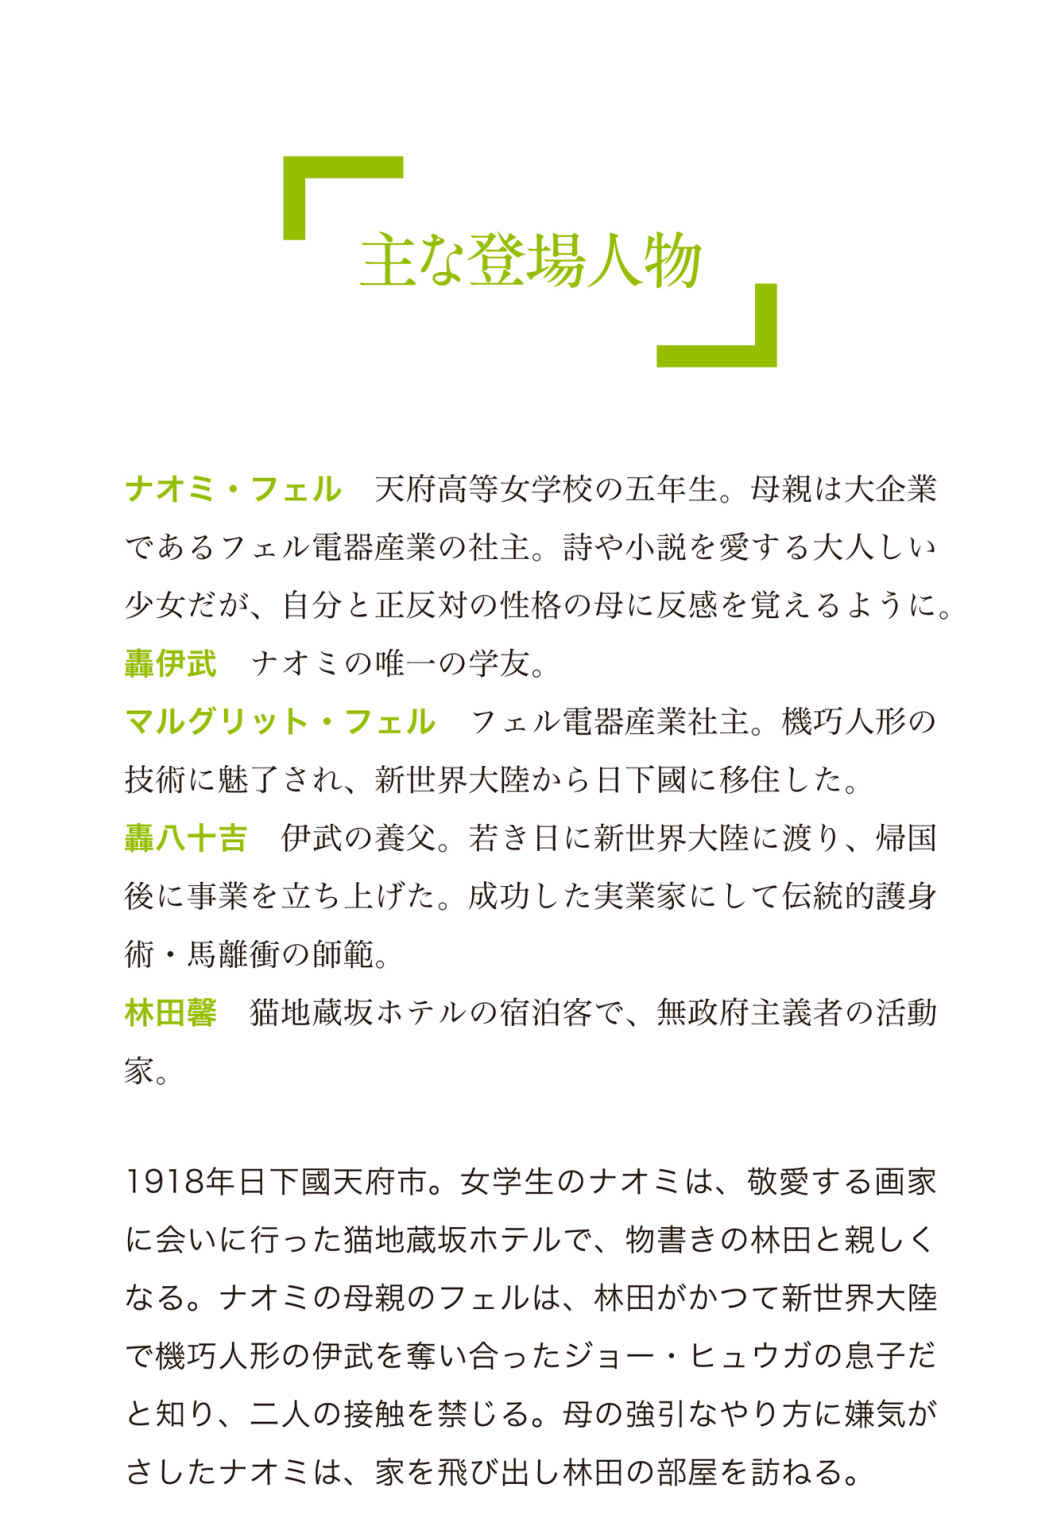 主な登場人物
ナオミ・フェル　天府高等女学校の五年生。母親は大企業
であるフェル電器産業の社主。詩や小説を愛する大人しい
少女だが、自分と正反対の性格の母に反感を覚えるように。
轟伊武　ナオミの唯一の学友。
マルグリット・フェル　フェル電器産業社主。機巧人形の
技術に魅了され、新世界大陸から日下國に移住した。
轟八十吉　伊武の養父。若き日に新世界大陸に渡り、帰国
後に事業を立ち上げた。成功した実業家にして伝統的護身
術・馬離衝の師範。
林田馨　猫地蔵坂ホテルの宿泊客で、無政府主義者の活動
家。
1918年日下國天府市。女学生のナオミは、敬愛する画家
に会いに行った猫地蔵坂ホテルで、物書きの林田と親しく
なる。ナオミの母親のフェルは、林田がかつて新世界大陸
で機巧人形の伊武を奪い合ったジョー・ヒュウガの息子だ
と知り、二人の接触を禁じる。母の強引なやり方に嫌気が
さしたナオミは、家を飛び出し林田の部屋を訪ねる。